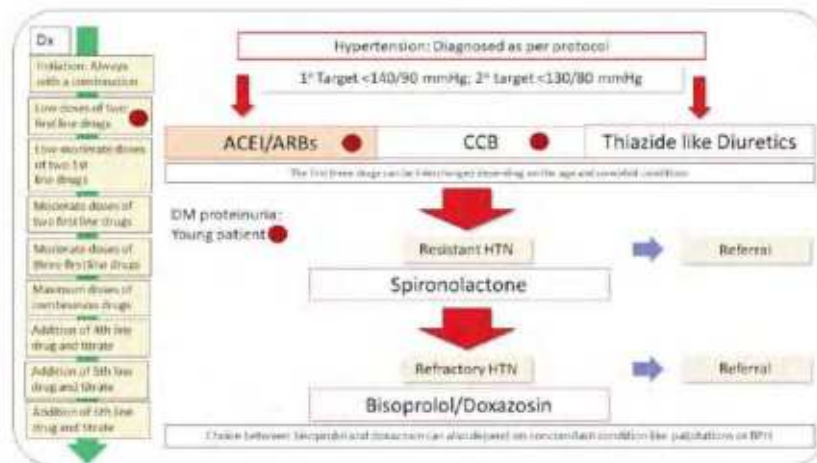 Dx
Initiation: Always
with a combination
Low doses of two
first line drugs
Low-moderate doses
of two 1st
line drugs
Moderate doses of
two first line drugs
Moderate doses of
three first line drugs
Maximum doses of
combination drugs
Addition of 4th line
drug and titrate
Addition of 5th line
drug and titrate
Addition of 6th line
drug and titrate
Hypertension: Diagnosed as per protocol
1º Target <140/90 mmHg; 2º target <130/80 mmHg
ACEI/ARBs
CCB
Thiazide like Diuretics
The first three drugs can be interchanged depending on the age and comorbid conditions
DM proteinuria:
Young patient
Resistant HTN
Referral
Spironolactone
Refractory HTN
Referral
Bisoprolol/Doxazosin
Choice between bisoprolol and doxazosin can also depend on concomitant condition like palpitations or BPH